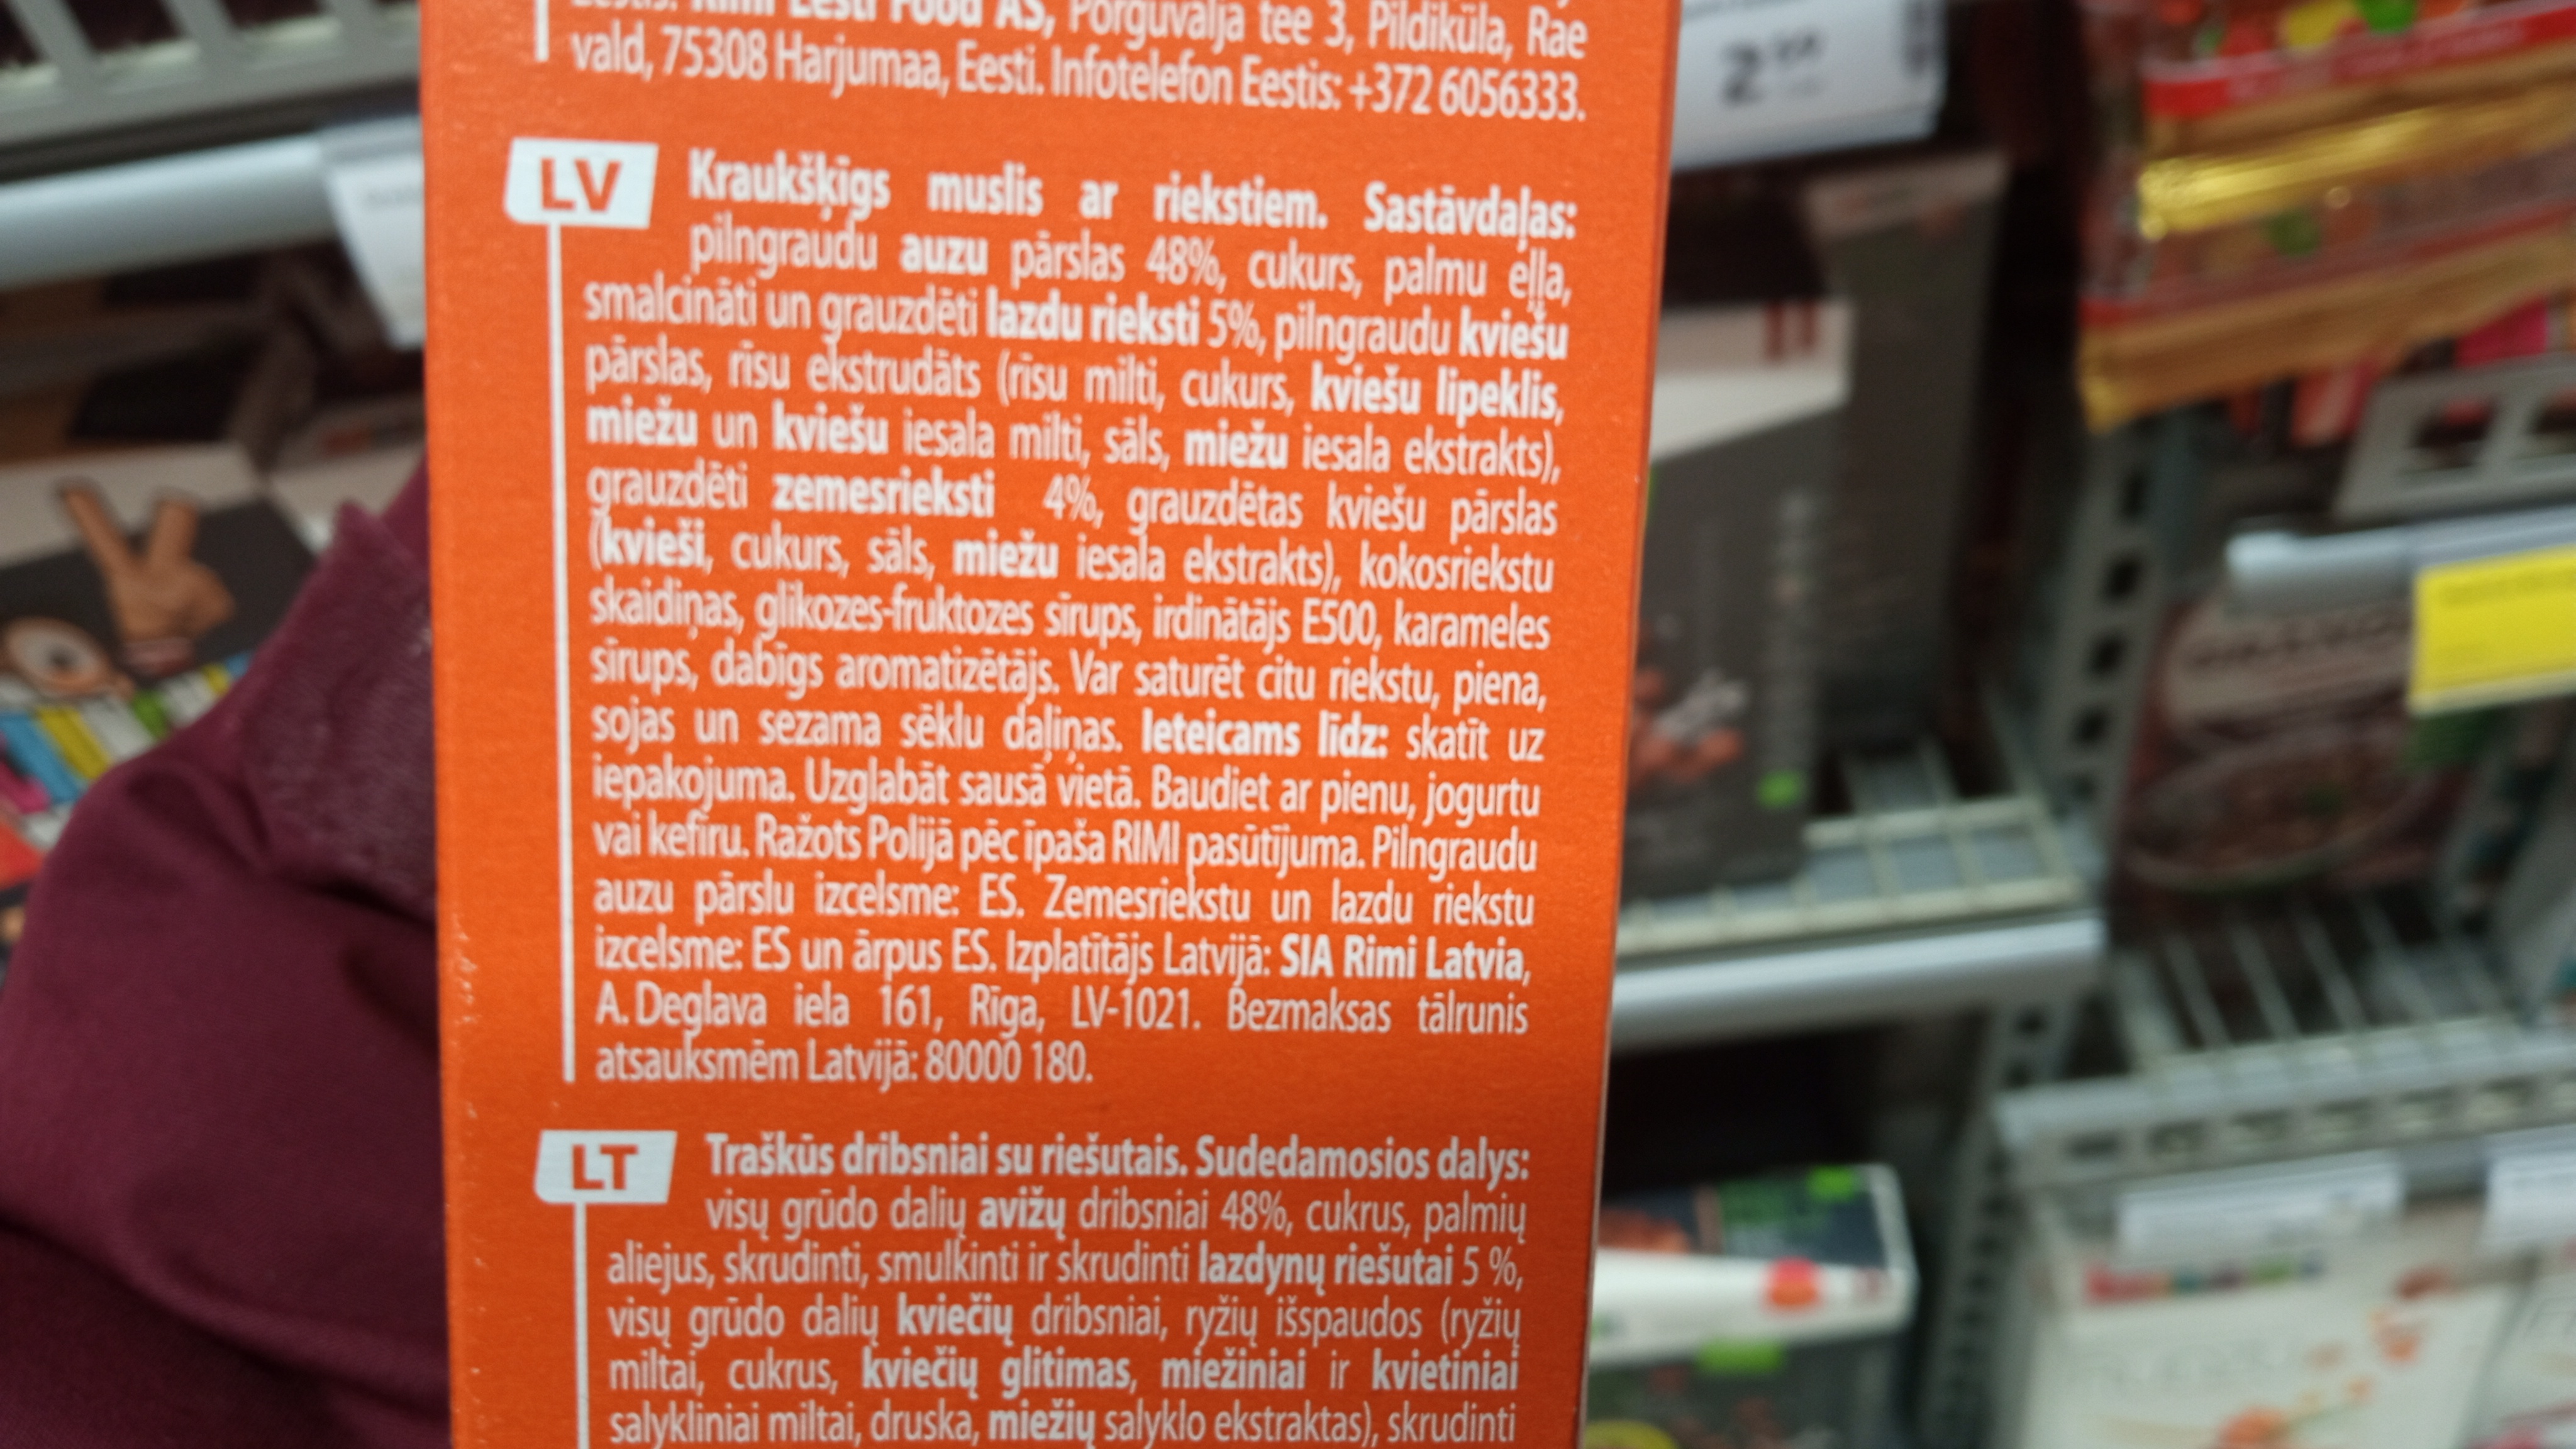 Eesti Food AS, Põrguvälja tee 3, Pildiküla, Rae
vald, 75308 Harjumaa, Eesti. Infotelefon Eestis: +372 6056333.
LV
Kraukšķīgs muslis ar riekstiem. Sastāvdaļas:
pilngraudu auzu pārslas 48%, cukurs, palmu eļļa,
smalcināti un grauzdēti lazdu rieksti 5%, pilngraudu kviešu
pārslas, rīsu ekstrudāts (rīsu milti, cukurs, kviešu lipeklis,
miežu un kviešu iesala milti, sāls, miežu iesala ekstrakts),
grauzdēti zemesrieksti 4%, grauzdētas kviešu pārslas
(kvieši, cukurs, sāls, miežu iesala ekstrakts), kokosriekstu
skaidiņas, glikozes-fruktozes sīrups, irdinātājs E500, karameles
sīrups, dabīgs aromatizētājs. Var saturēt citu riekstu, piena,
sojas un sezama sēklu daļiņas. Ieteicams līdz: skatīt uz
iepakojuma. Uzglabāt sausā vietā. Baudiet ar pienu, jogurtu
vai kefīru. Ražots Polijā pēc īpaša RIMI pasūtījuma. Pilngraudu
auzu pārslu izcelsme: ES. Zemesriekstu un lazdu riekstu
izcelsme: ES un ārpus ES. Izplatītājs Latvijā: SIA Rimi Latvia,
A. Deglava iela 161, Rīga, LV-1021. Bezmaksas tālrunis
atsauksmēm Latvijā: 80000 180.
LT
Traškūs dribsniai su riešutais. Sudedamosios dalys:
visų grūdo dalių avižų dribsniai 48%, cukrus, palmių
aliejus, skrudinti, smulkinti ir skrudinti lazdynų riešutai 5 %,
visų grūdo dalių kviečių dribsniai, ryžių išspaudos (ryžių
miltai, cukrus, kviečių glitimas, miežiniai ir kvietiniai
salykliniai miltai, druska, miežių salyklo ekstraktas), skrudinti